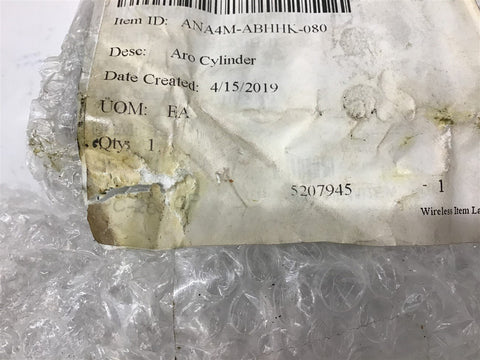 Item ID: ANA4M-ABHHK-080
Desc: Aro Cylinder
Date Created: 4/15/2019
UOM: EA
Qty: 1
5207945 - 1
Wireless Item La